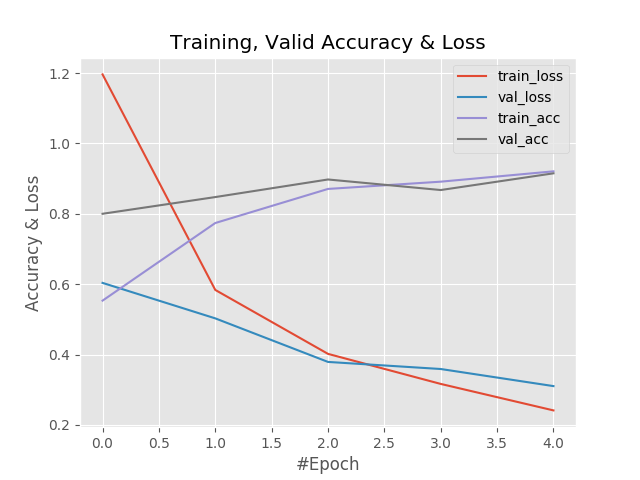 Training, Valid Accuracy & Loss
train_loss
val_loss
train_acc
val_acc
Accuracy & Loss
1.2
1.0
0.8
0.6
0.4
0.2
0.0 0.5 1.0 1.5 2.0 2.5 3.0 3.5 4.0
#Epoch